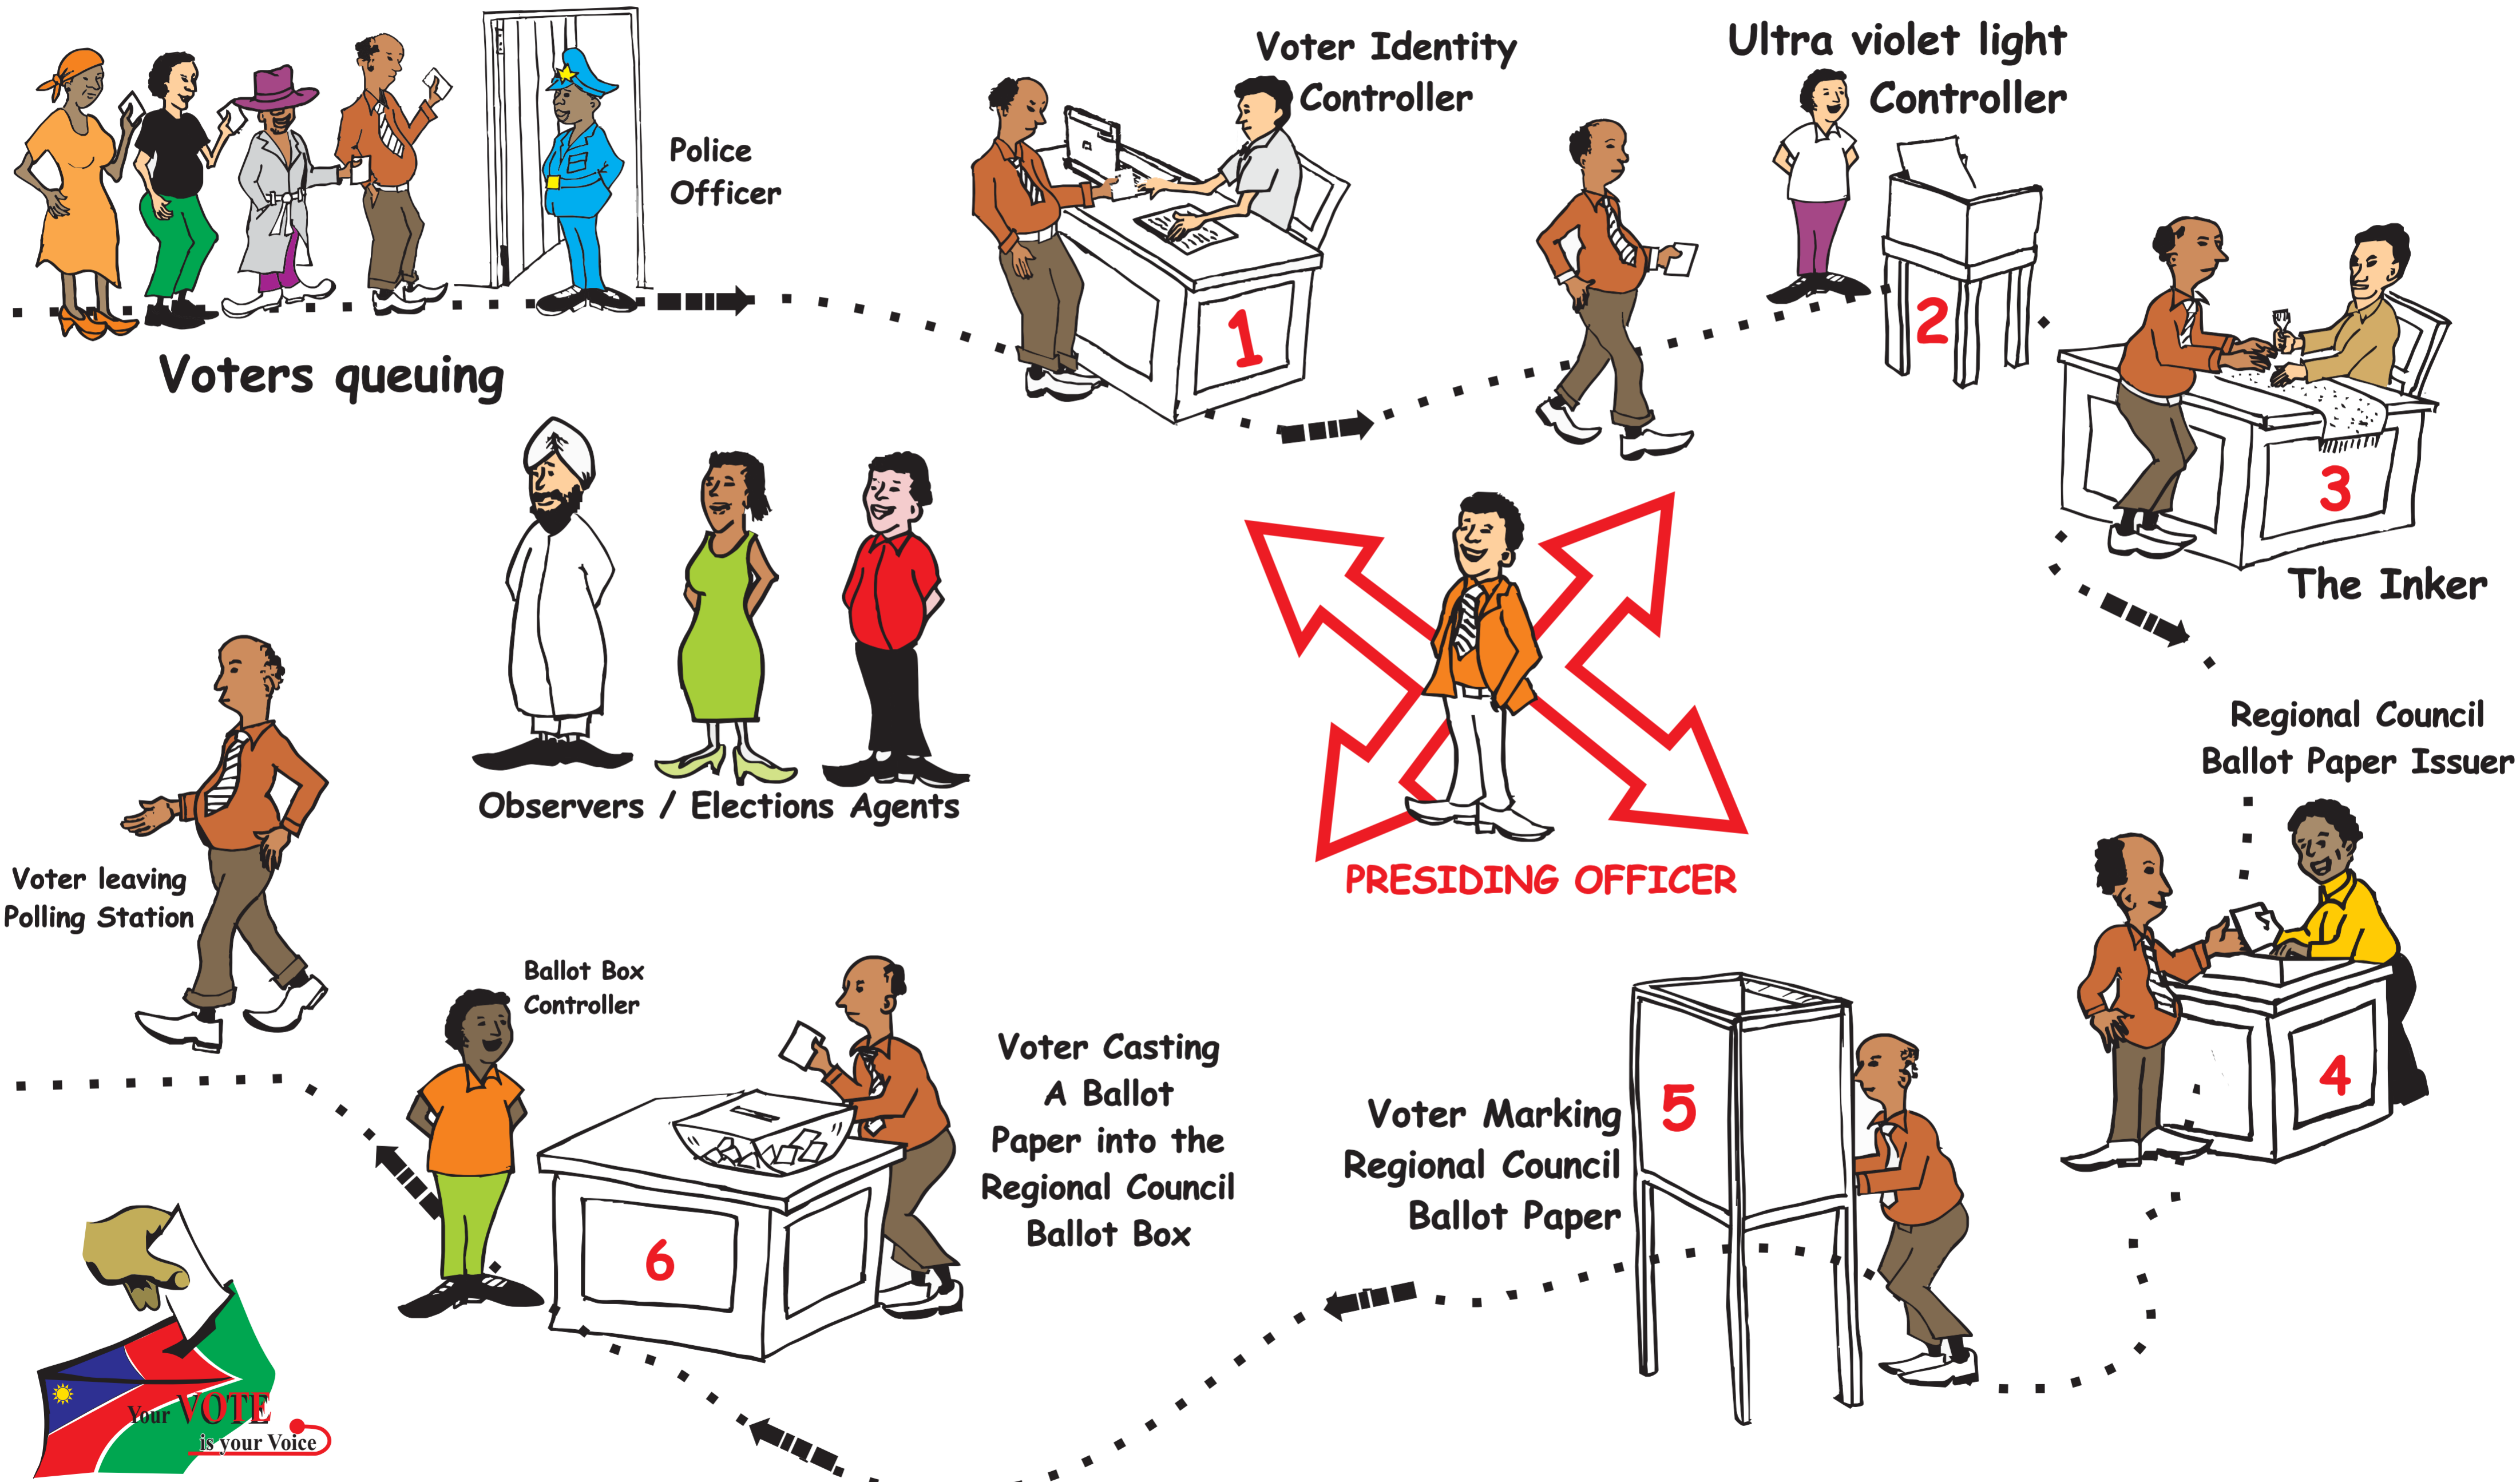 Police
Officer
Voters queuing
Voter Identity
Controller
1
Ultra violet light
Controller
2
3
The Inker
Observers / Elections Agents
PRESIDING OFFICER
Regional Council
Ballot Paper Issuer
4
5
Voter Marking
Regional Council
Ballot Paper
Voter Casting
A Ballot
Paper into the
Regional Council
Ballot Box
6
Ballot Box
Controller
Voter leaving
Polling Station
Your VOTE
is your Voice